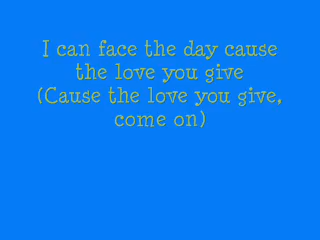 I can face the day cause
the love you give
(Cause the love you give,
come on)